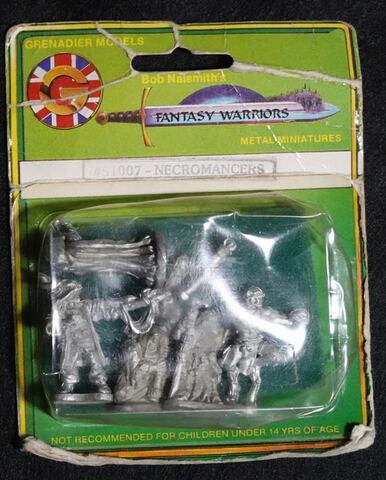 GRENADIER MODELS
G
Bob Naismith's
FANTASY WARRIORS
METAL MINIATURES
#51007 - NECROMANCERS
NOT RECOMMENDED FOR CHILDREN UNDER 14 YRS OF AGE